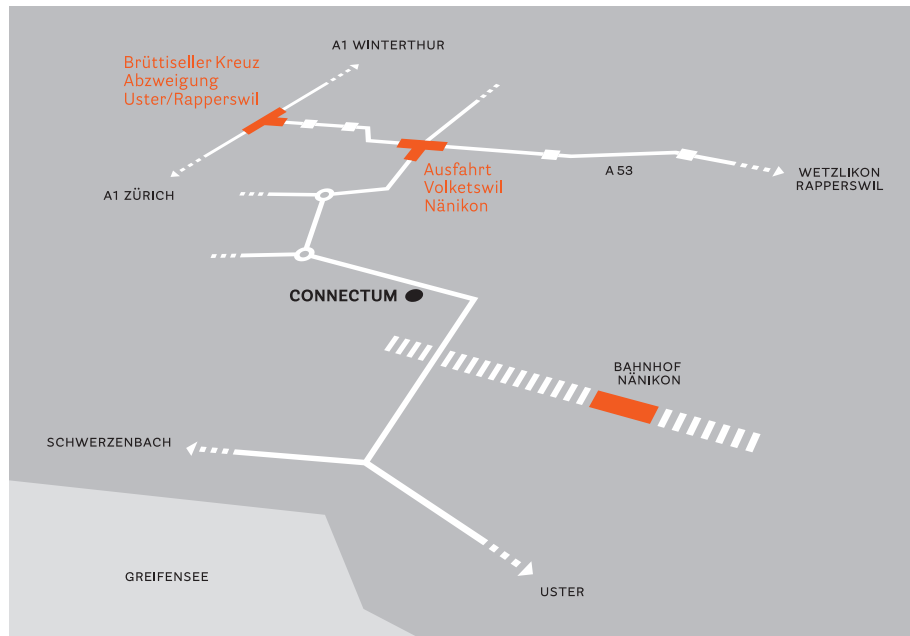 A1 WINTERTHUR
Brüttiseller Kreuz
Abzweigung
Uster/Rapperswil
A1 ZÜRICH
Ausfahrt
Volketswil
Nänikon
A 53
WETZLIKON
RAPPERSWIL
CONNECTUM
BAHNHOF
NÄNIKON
SCHWERZENBACH
GREIFENSEE
USTER